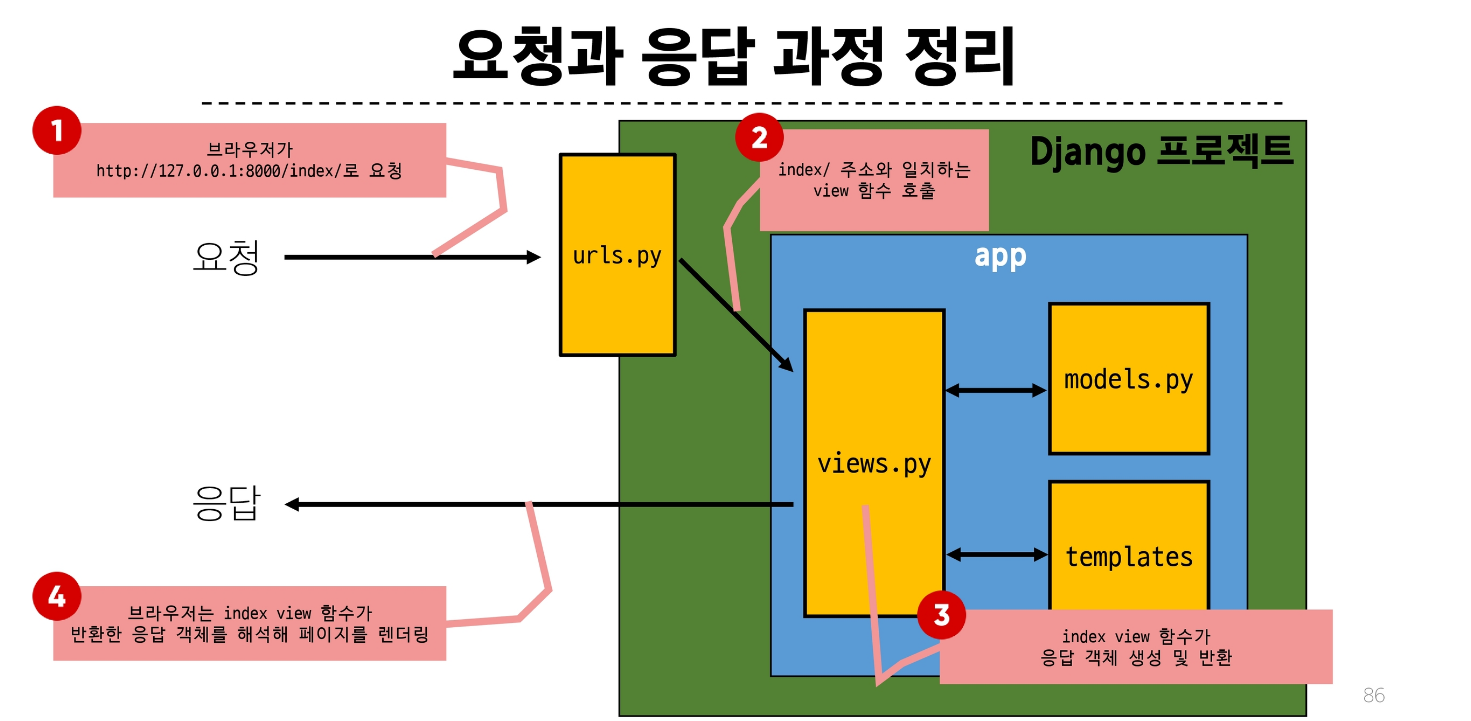 요청과 응답 과정 정리
1
브라우저가
http://127.0.0.1:8000/index/로 요청
2
index/ 주소와 일치하는
view 함수 호출
Django 프로젝트
요청
urls.py
app
models.py
views.py
응답
templates
4
브라우저는 index view 함수가
반환한 응답 객체를 해석해 페이지를 렌더링
3
index view 함수가
응답 객체 생성 및 반환
86